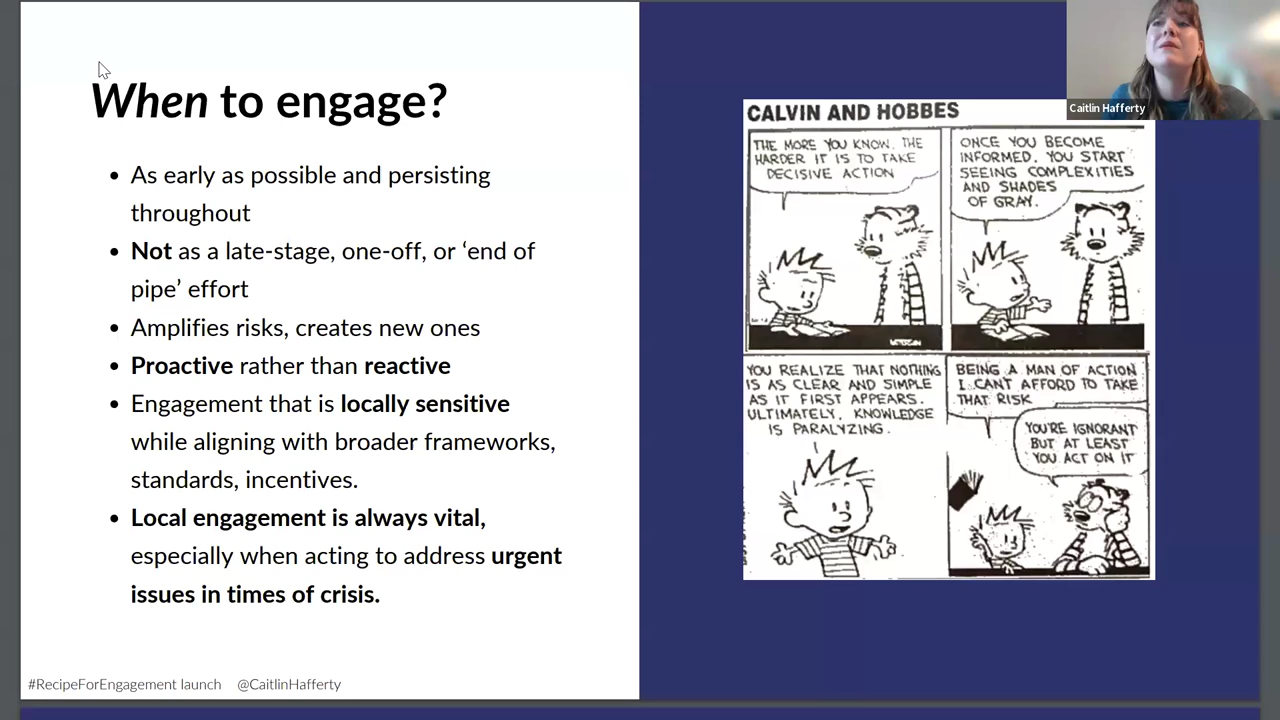 When to engage?
• As early as possible and persisting
throughout
• Not as a late-stage, one-off, or ‘end of
pipe’ effort
• Amplifies risks, creates new ones
• Proactive rather than reactive
• Engagement that is locally sensitive
while aligning with broader frameworks,
standards, incentives.
• Local engagement is always vital,
especially when acting to address urgent
issues in times of crisis.
#RecipeForEngagement launch @CaitlinHafferty
CALVIN AND HOBBES
THE MORE YOU KNOW, THE
HARDER IT IS TO TAKE
DECISIVE ACTION
ONCE YOU BECOME
INFORMED, YOU START
SEEING COMPLEXITIES
AND SHADES
OF GRAY.
WATTERSON
YOU REALIZE THAT NOTHING
IS AS CLEAR AND SIMPLE
AS IT FIRST APPEARS.
ULTIMATELY, KNOWLEDGE
IS PARALYZING.
BEING A MAN OF ACTION
I CAN'T AFFORD TO TAKE
THAT RISK
YOU'RE IGNORANT
BUT AT LEAST
YOU ACT ON IT
Caitlin Hafferty